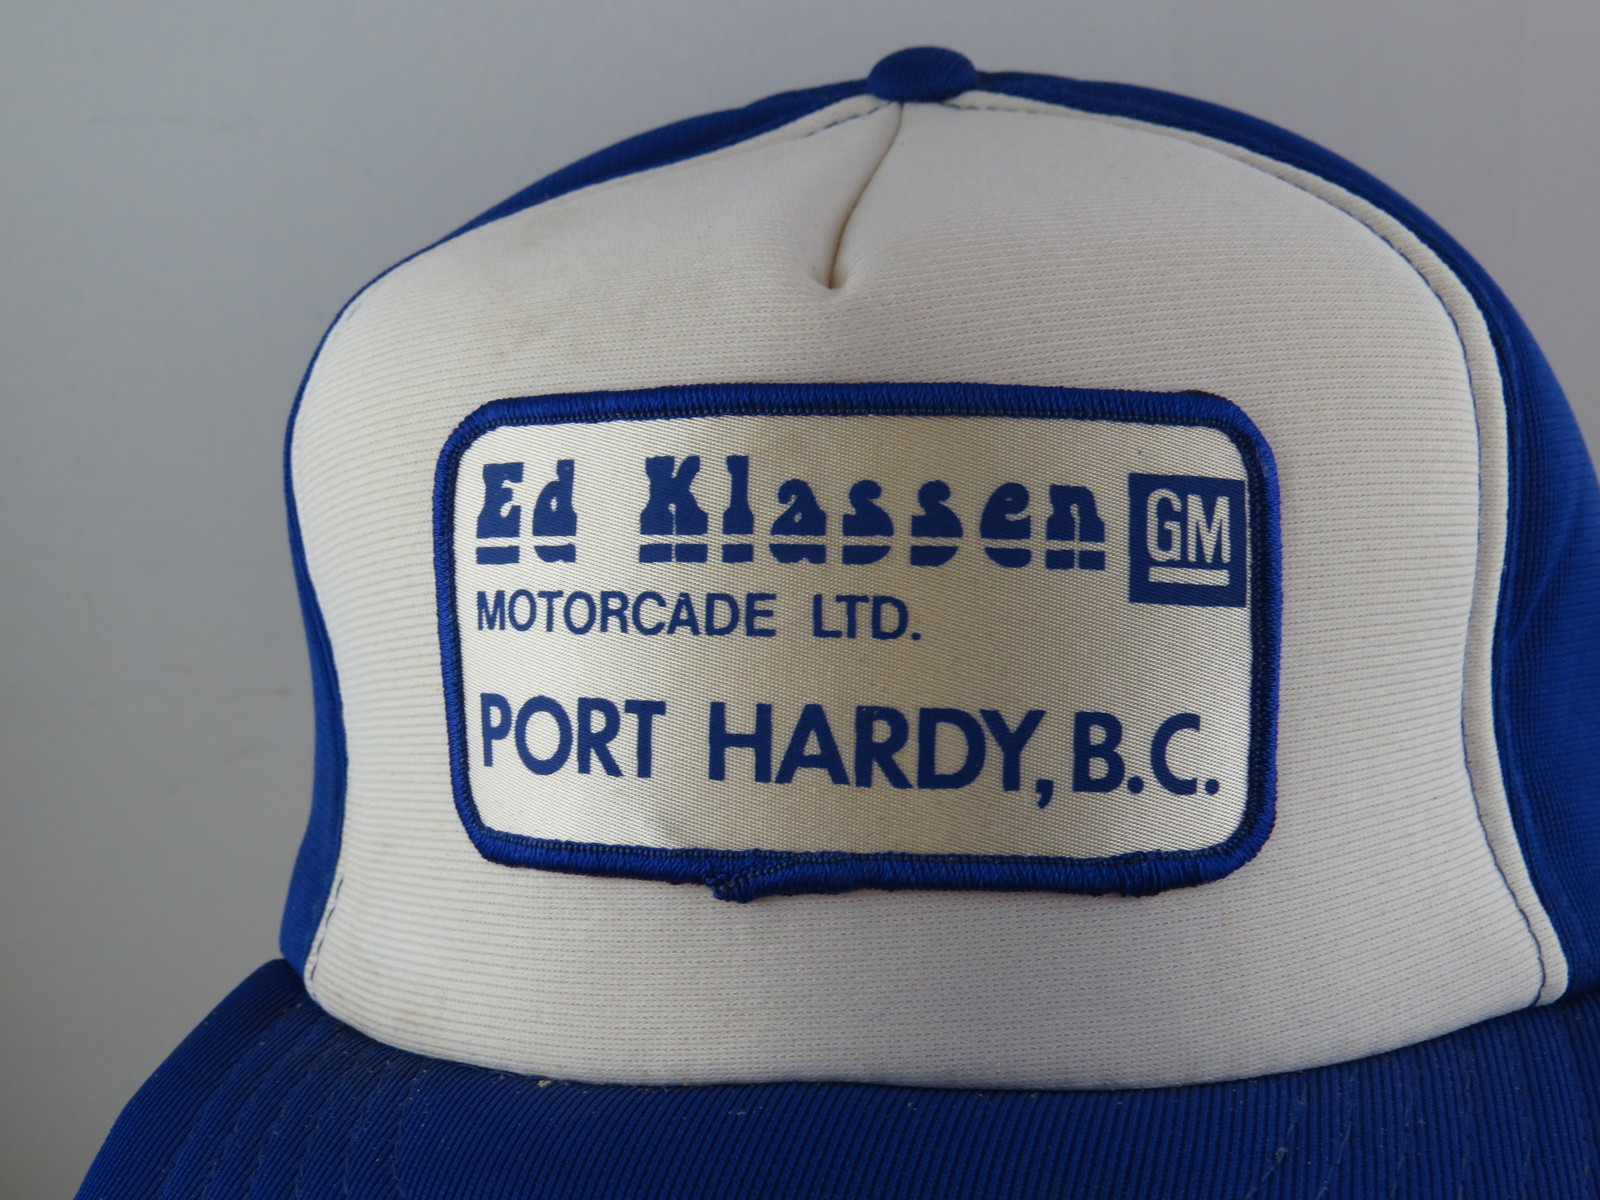 Ed Klassen GM
MOTORCADE LTD.
PORT HARDY, B.C.